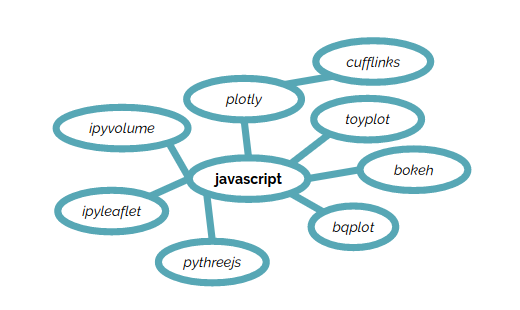 cufflinks
plotly
toyplot
ipyvolume
bokeh
javascript
ipyleaflet
bqplot
pythreejs